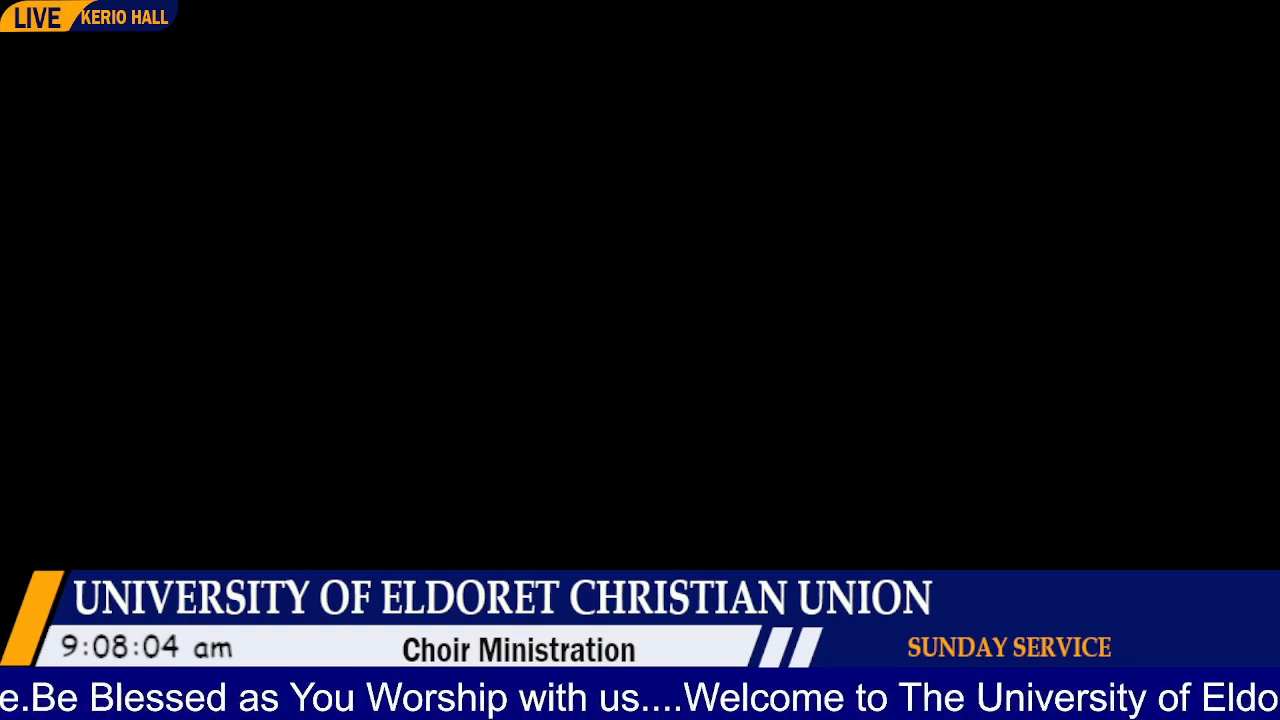 LIVE KERIO HALL
UNIVERSITY OF ELDORET CHRISTIAN UNION
9:08:04 am Choir Ministration SUNDAY SERVICE
e.Be Blessed as You Worship with us....Welcome to The University of Eldo